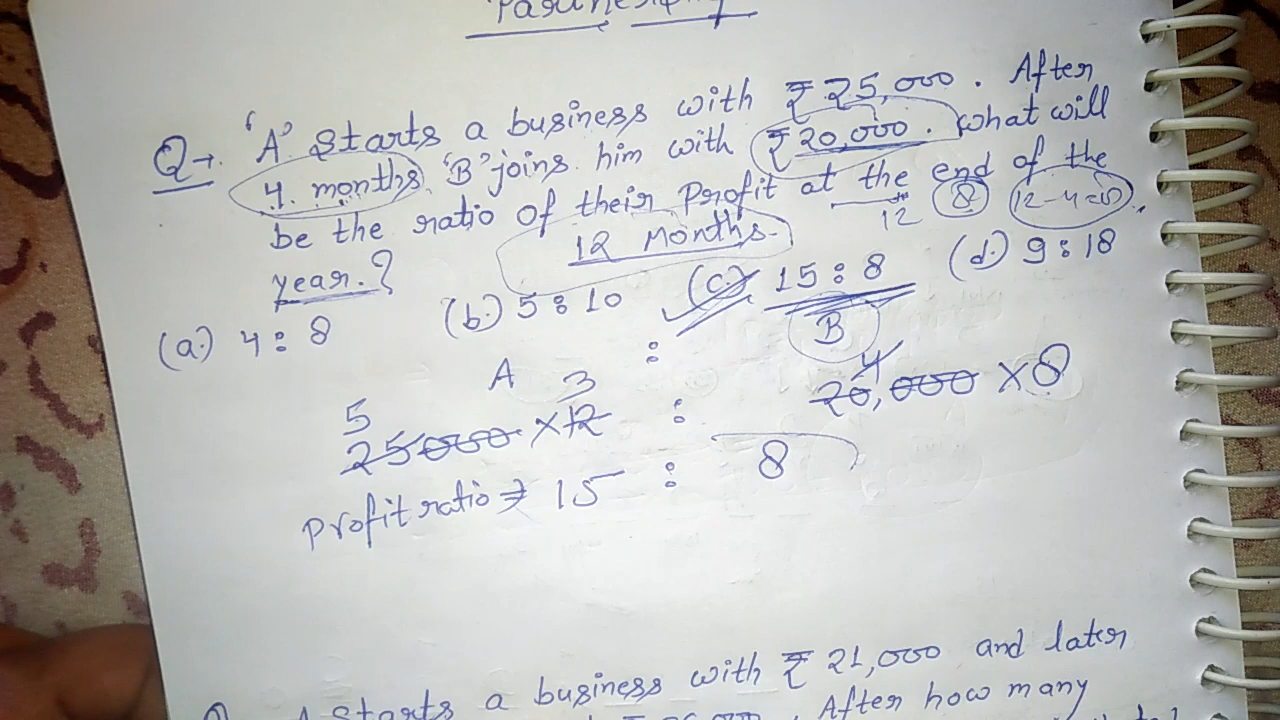 Partnership
Q→. 'A' Starts a business with ₹ 25,000. After
4. months, 'B' joins him with ₹ 20,000. what will
be the ratio of their profit at the end of the
year.?
12 Months.
12 8 12-4=8
(a.) 4:8 (b.) 5:10 (c.) 15:8 (d.) 9:18
A : B
5 3 4
25000 ×12 : 20,000 ×8
Profit ratio ⇒ 15 : 8
A starts a business with ₹ 21,000 and later
After how many